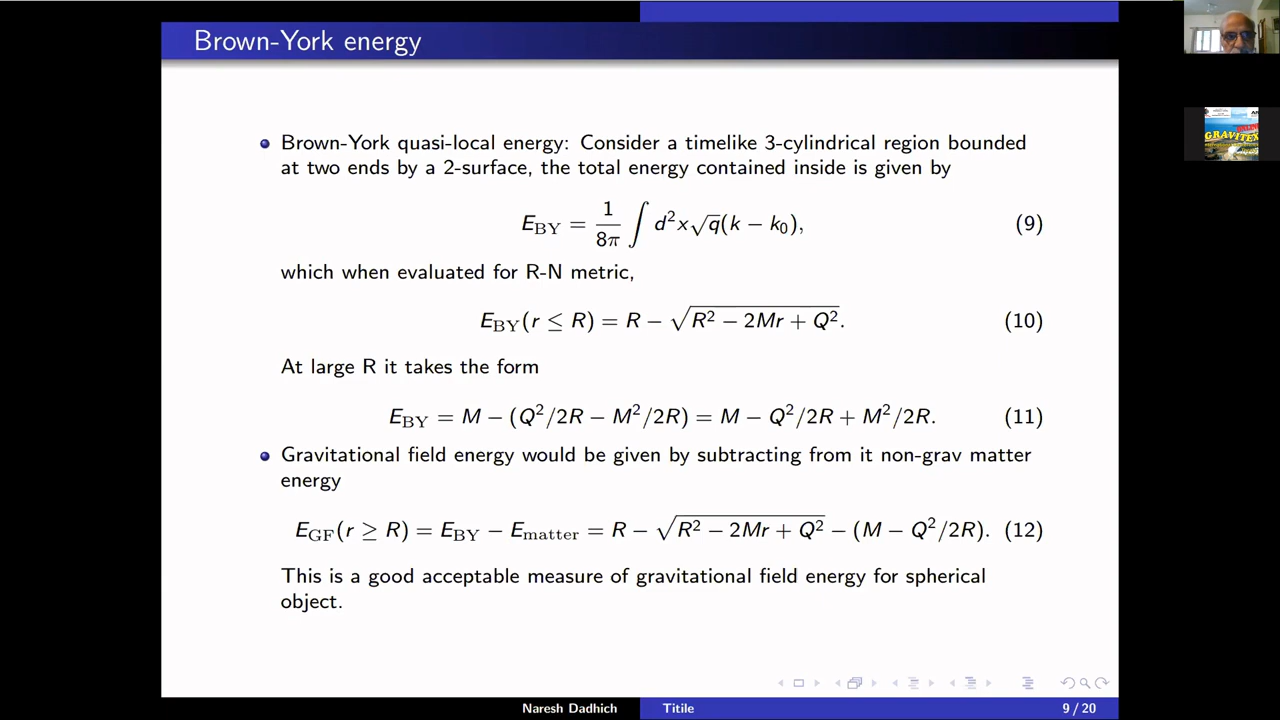 Brown-York energy
Brown-York quasi-local energy: Consider a timelike 3-cylindrical region bounded
at two ends by a 2-surface, the total energy contained inside is given by
E_BY = 1/8π ∫ d²x√q(k − k₀), (9)
which when evaluated for R-N metric,
E_BY(r ≤ R) = R − √(R² − 2Mr + Q²). (10)
At large R it takes the form
E_BY = M − (Q²/2R − M²/2R) = M − Q²/2R + M²/2R. (11)
Gravitational field energy would be given by subtracting from it non-grav matter
energy
E_GF(r ≥ R) = E_BY − E_matter = R − √(R² − 2Mr + Q²) − (M − Q²/2R). (12)
This is a good acceptable measure of gravitational field energy for spherical
object.
Naresh Dadhich Titile 9 / 20